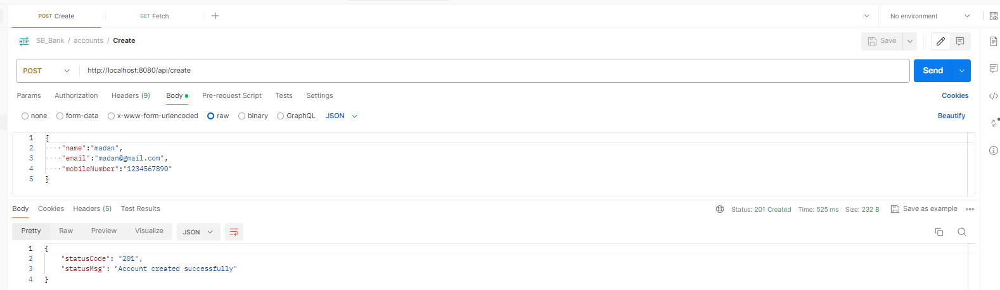 POST Create GET Fetch No environment
SB_Bank / accounts / Create Save
POST http://localhost:8080/api/create Send
Params Authorization Headers (9) Body Pre-request Script Tests Settings Cookies
none form-data x-www-form-urlencoded raw binary GraphQL JSON Beautify
1 {
2 "name":"madan",
3 "email":"madan@gmail.com",
4 "mobileNumber":"1234567890"
5 }
Body Cookies Headers (5) Test Results Status: 201 Created Time: 525 ms Size: 232 B Save as example
Pretty Raw Preview Visualize JSON
1 {
2 "statusCode": "201",
3 "statusMsg": "Account created successfully"
4 }